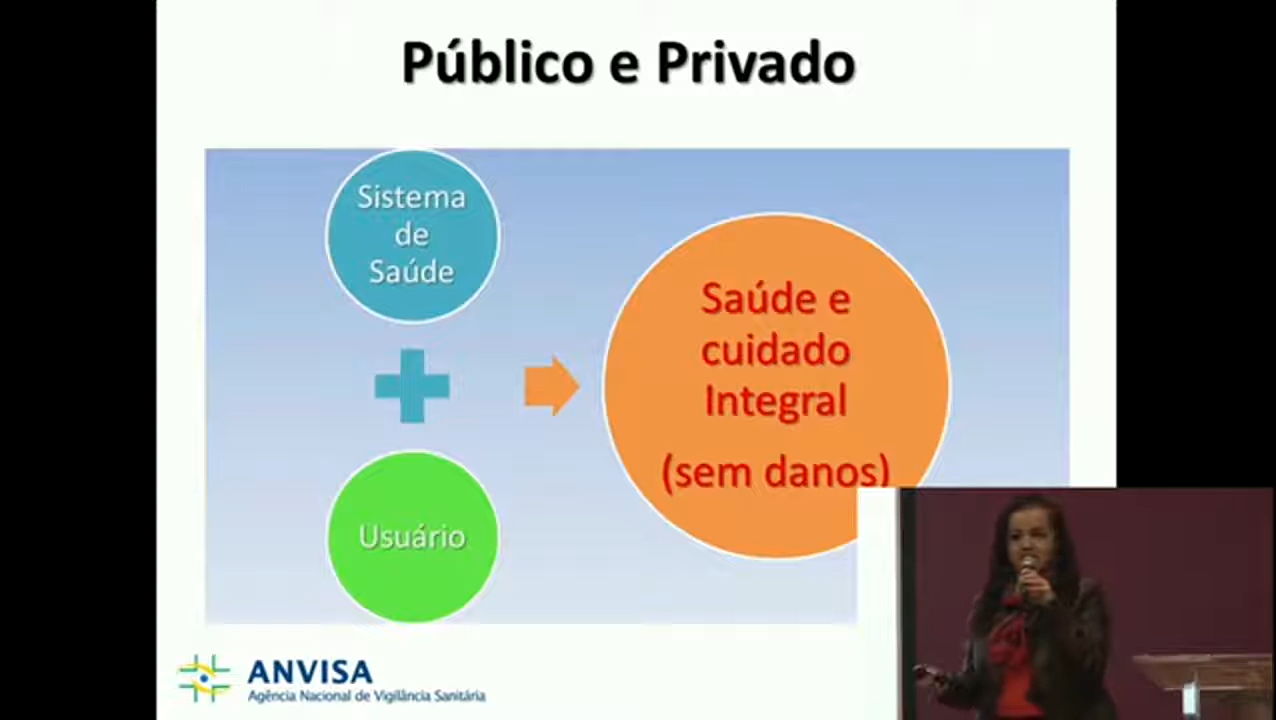 Público e Privado
Sistema
de
Saúde
Usuário
Saúde e
cuidado
Integral
(sem danos)
ANVISA
Agência Nacional de Vigilância Sanitária